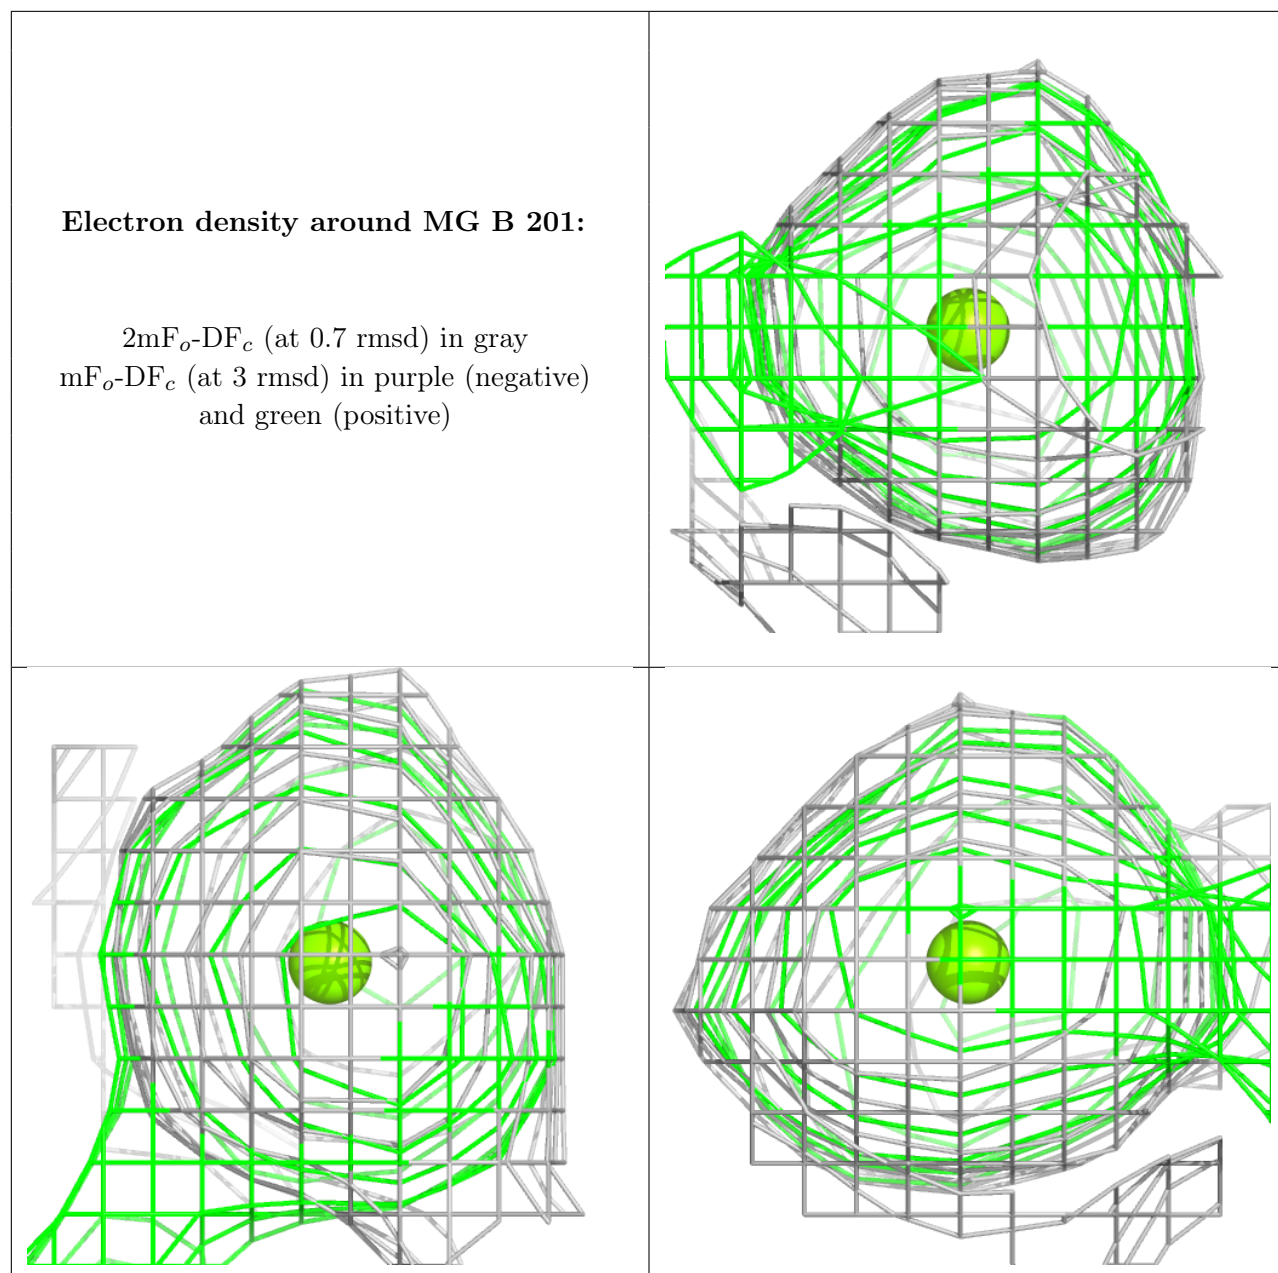 Electron density around MG B 201:
2mFo-DFc (at 0.7 rmsd) in gray
mFo-DFc (at 3 rmsd) in purple (negative)
and green (positive)